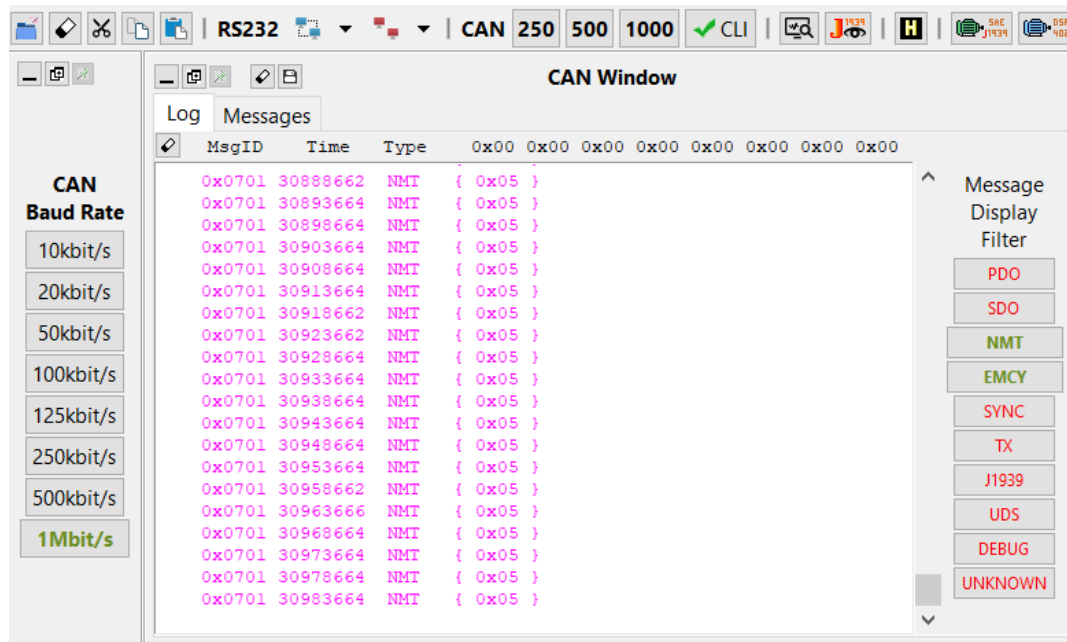 RS232 CAN 250 500 1000 CLI J1939 H SAE J1939 DSP 402
CAN Window
Log Messages
MsgID Time Type 0x00 0x00 0x00 0x00 0x00 0x00 0x00 0x00
0x0701 30888662 NMT { 0x05 }
0x0701 30893664 NMT { 0x05 }
0x0701 30898664 NMT { 0x05 }
0x0701 30903664 NMT { 0x05 }
0x0701 30908664 NMT { 0x05 }
0x0701 30913664 NMT { 0x05 }
0x0701 30918662 NMT { 0x05 }
0x0701 30923662 NMT { 0x05 }
0x0701 30928664 NMT { 0x05 }
0x0701 30933664 NMT { 0x05 }
0x0701 30938664 NMT { 0x05 }
0x0701 30943664 NMT { 0x05 }
0x0701 30948664 NMT { 0x05 }
0x0701 30953664 NMT { 0x05 }
0x0701 30958662 NMT { 0x05 }
0x0701 30963666 NMT { 0x05 }
0x0701 30968664 NMT { 0x05 }
0x0701 30973664 NMT { 0x05 }
0x0701 30978664 NMT { 0x05 }
0x0701 30983664 NMT { 0x05 }
CAN
Baud Rate
10kbit/s
20kbit/s
50kbit/s
100kbit/s
125kbit/s
250kbit/s
500kbit/s
1Mbit/s
Message
Display
Filter
PDO
SDO
NMT
EMCY
SYNC
TX
J1939
UDS
DEBUG
UNKNOWN